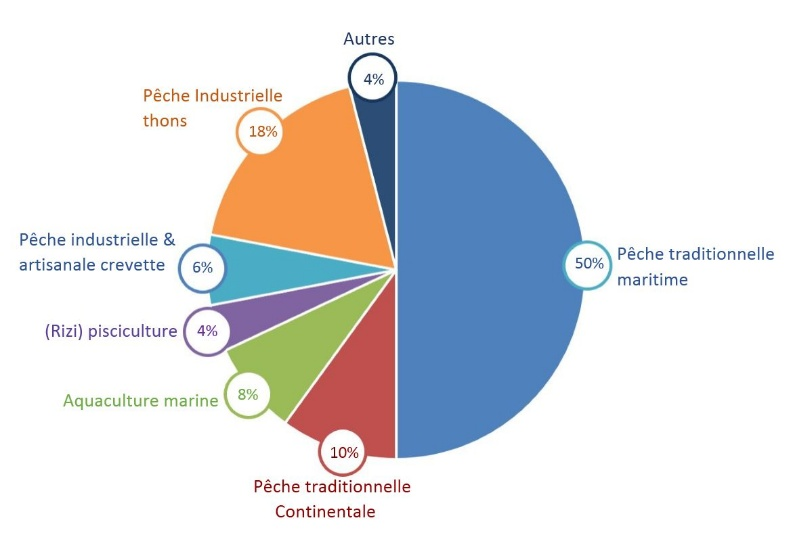 Autres
4%
Pêche Industrielle
thons
18%
Pêche industrielle &
artisanale crevette
6%
50%
Pêche traditionnelle
maritime
(Rizi) pisciculture
4%
Aquaculture marine
8%
10%
Pêche traditionnelle
Continentale